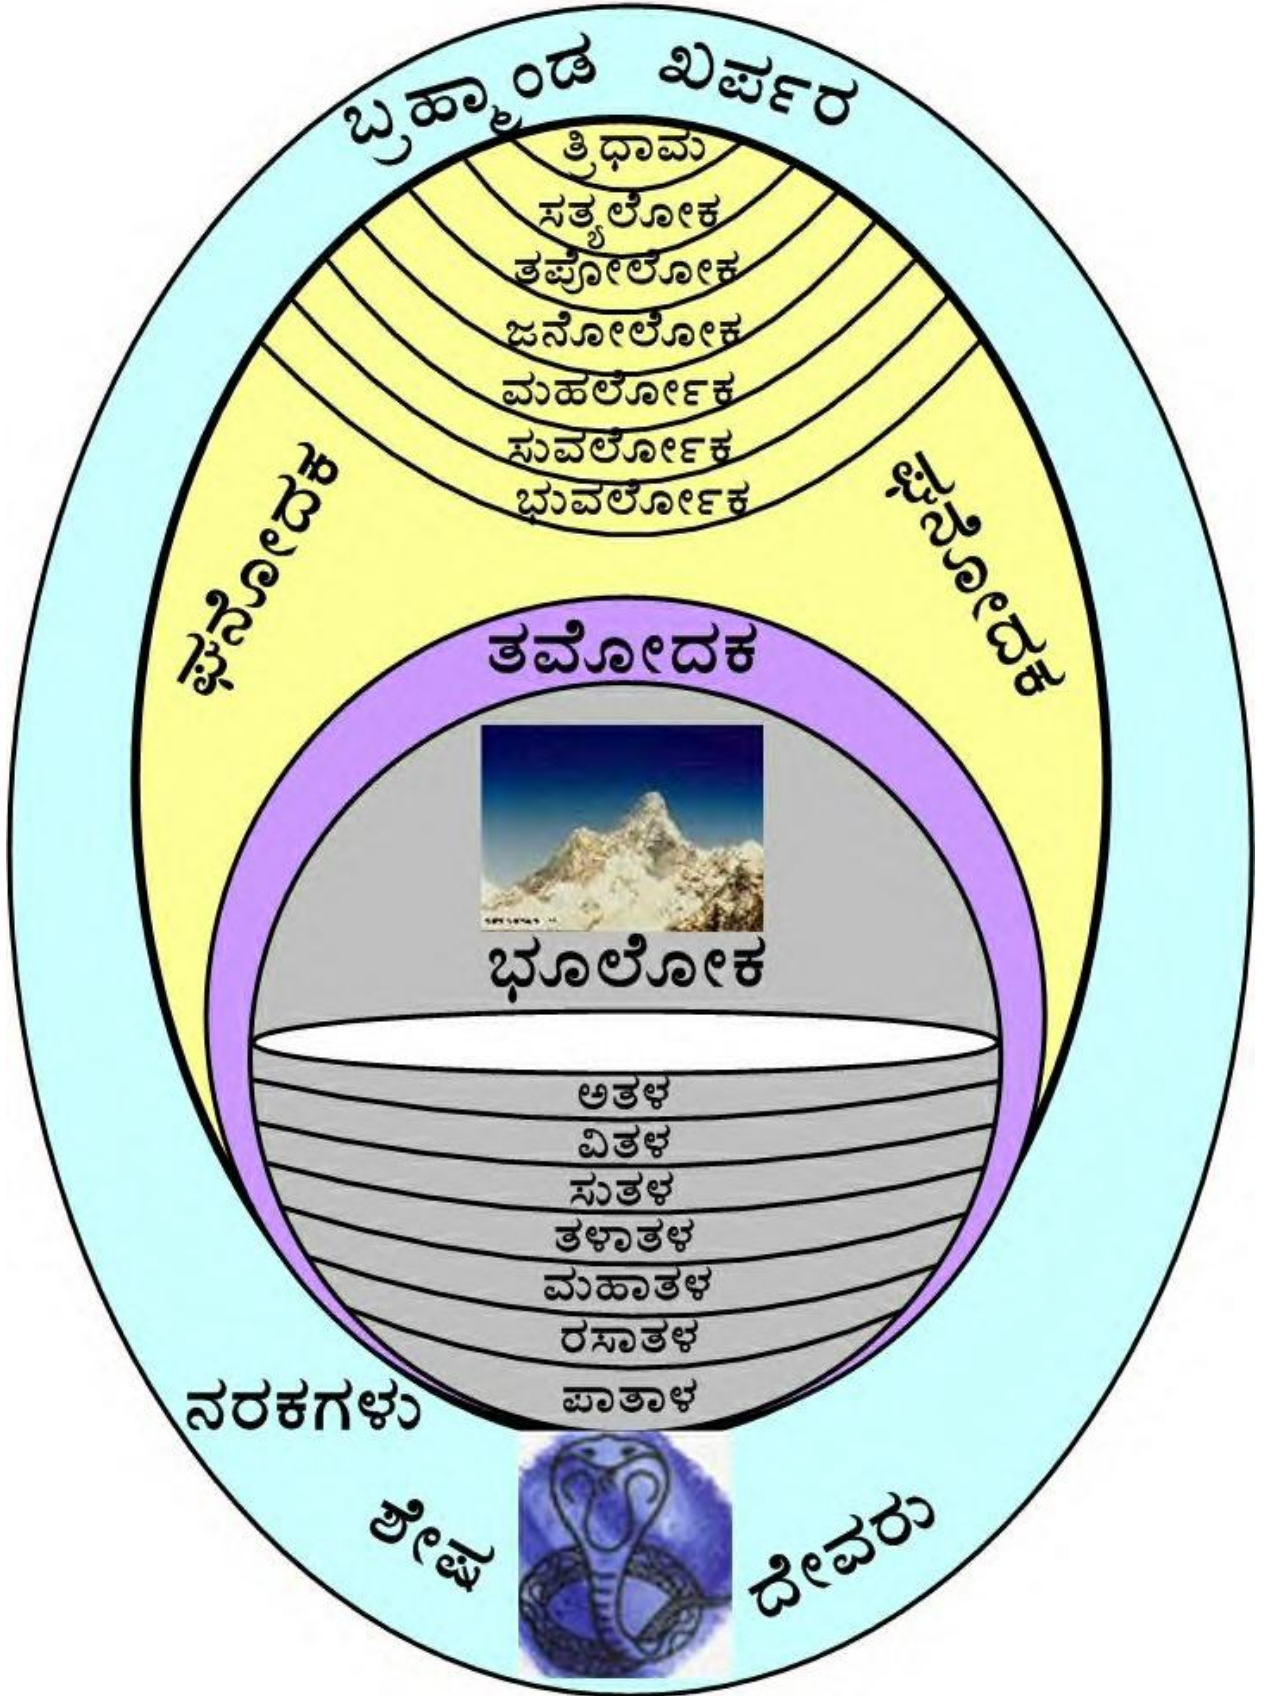 ಬ್ರಹ್ಮಾಂಡ ಖರ್ಪರ
ತ್ರಿಧಾಮ
ಸತ್ಯಲೋಕ
ತಪೋಲೋಕ
ಜನೋಲೋಕ
ಮಹರ್ಲೋಕ
ಸುವರ್ಲೋಕ
ಭುವರ್ಲೋಕ
ಘನೋದಕ
ಘನೋದಕ
ತಮೋದಕ
ಭೂಲೋಕ
ಅತಳ
ವಿತಳ
ಸುತಳ
ತಳಾತಳ
ಮಹಾತಳ
ರಸಾತಳ
ಪಾತಾಳ
ನರಕಗಳು
ಶೇಷ ದೇವರು